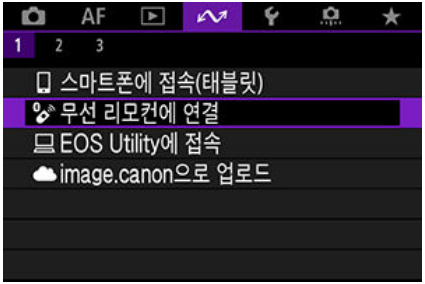 AF
1 2 3
스마트폰에 접속(태블릿)
무선 리모컨에 연결
EOS Utility에 접속
image.canon으로 업로드